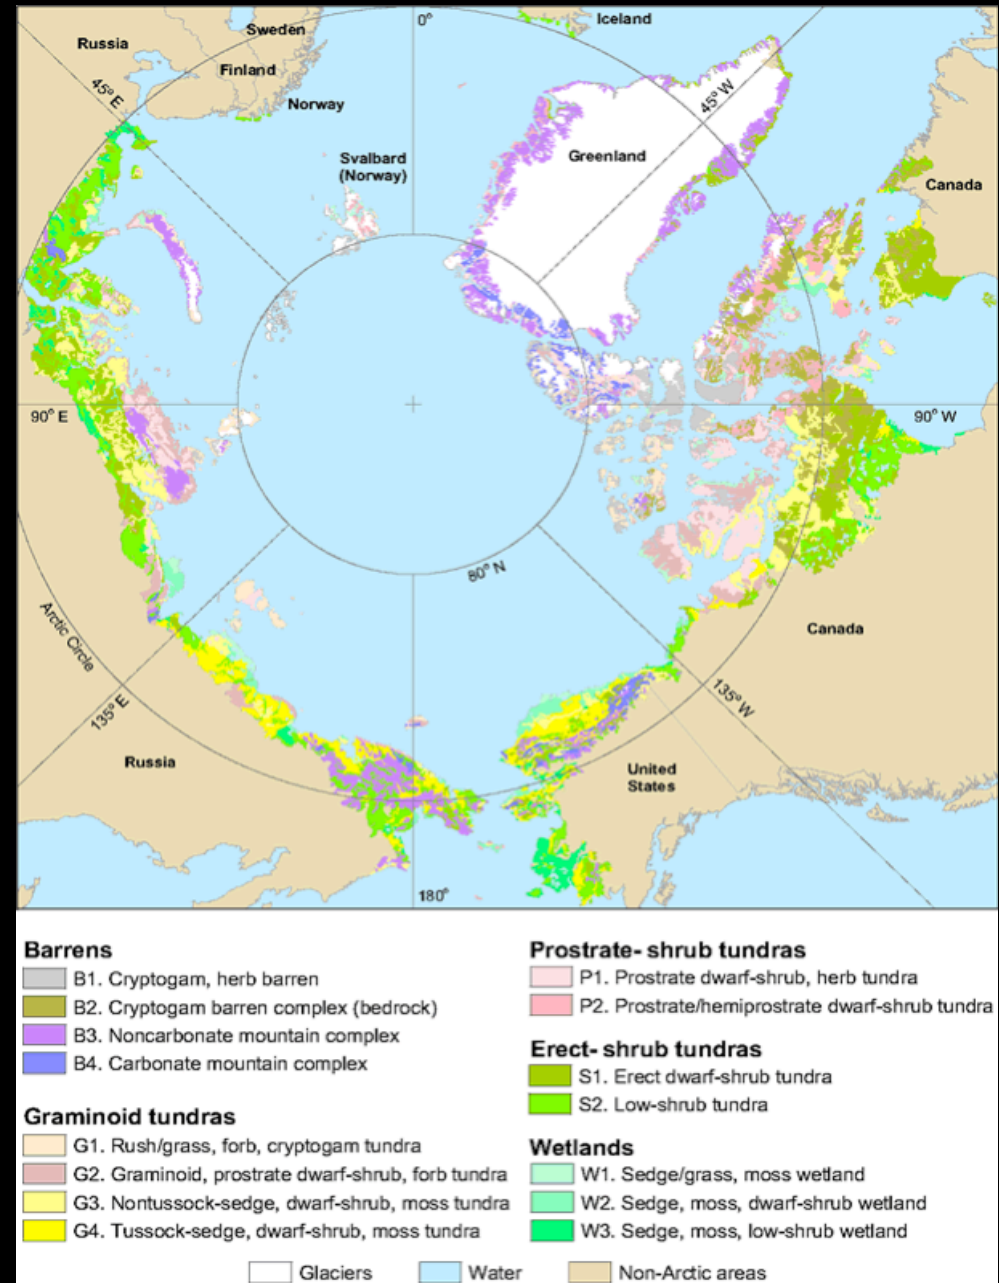 0°
Iceland
Sweden
Russia
Finland
45° E
45° W
Norway
Svalbard
(Norway)
Greenland
Canada
90° E
90° W
80° N
Arctic Circle
Canada
135° E
135° W
Russia
United
States
180°
Barrens
B1. Cryptogam, herb barren
B2. Cryptogam barren complex (bedrock)
B3. Noncarbonate mountain complex
B4. Carbonate mountain complex
Graminoid tundras
G1. Rush/grass, forb, cryptogam tundra
G2. Graminoid, prostrate dwarf-shrub, forb tundra
G3. Nontussock-sedge, dwarf-shrub, moss tundra
G4. Tussock-sedge, dwarf-shrub, moss tundra
Prostrate- shrub tundras
P1. Prostrate dwarf-shrub, herb tundra
P2. Prostrate/hemiprostrate dwarf-shrub tundra
Erect- shrub tundras
S1. Erect dwarf-shrub tundra
S2. Low-shrub tundra
Wetlands
W1. Sedge/grass, moss wetland
W2. Sedge, moss, dwarf-shrub wetland
W3. Sedge, moss, low-shrub wetland
Glaciers
Water
Non-Arctic areas